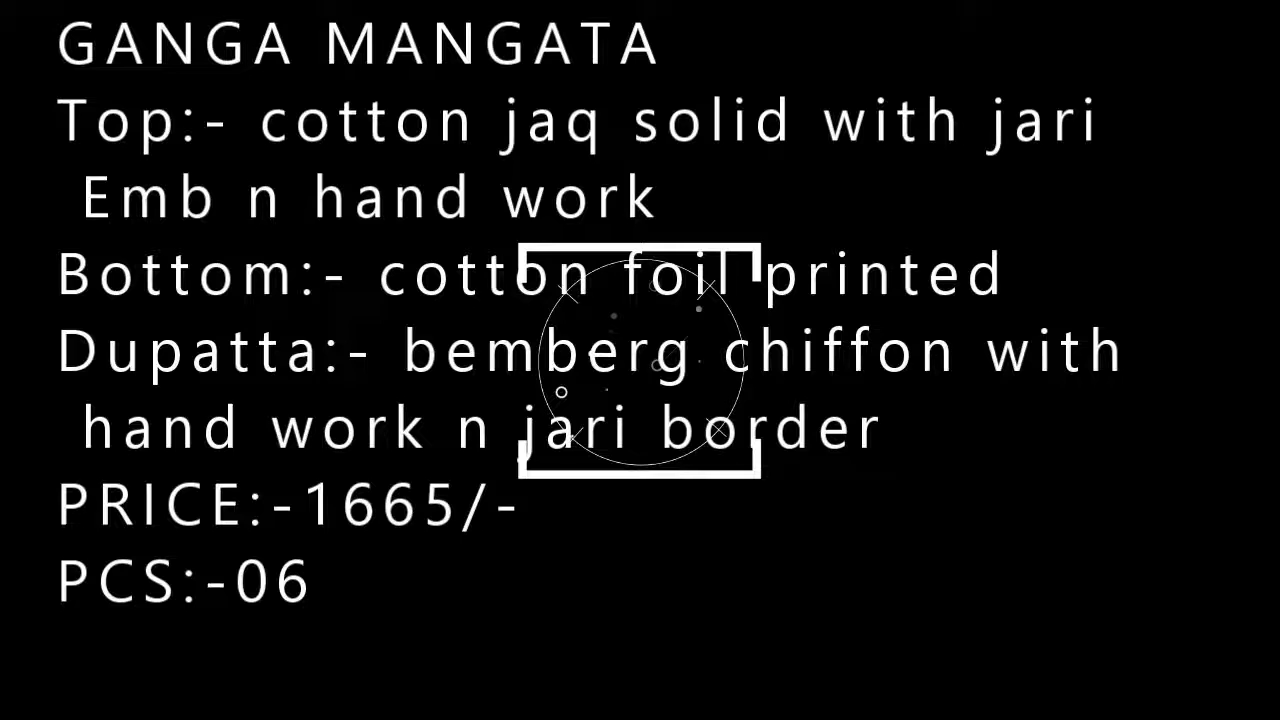 GANGA MANGATA
Top:- cotton jaq solid with jari
Emb n hand work
Bottom:- cotton foil printed
Dupatta:- bemberg chiffon with
hand work n jari border
PRICE:-1665/-
PCS:-06